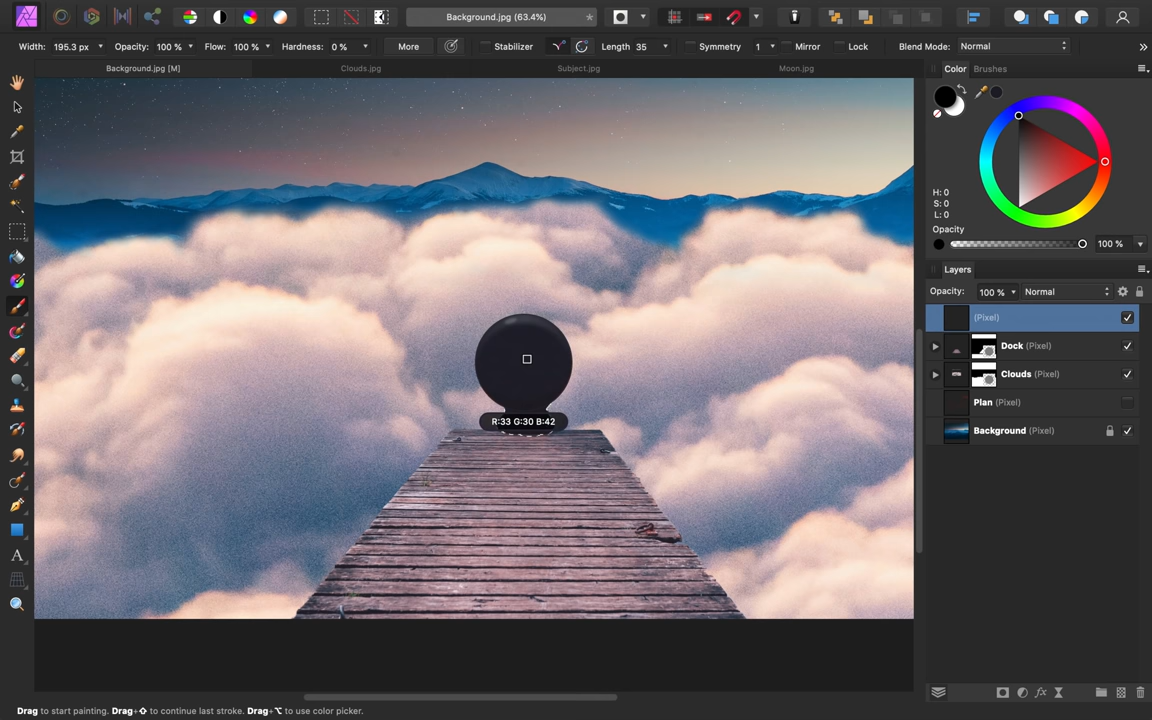 Background.jpg (63.4%)
*
Width: 195.3 px Opacity: 100 % Flow: 100 % Hardness: 0 % More Stabilizer Length 35 Symmetry 1 Mirror Lock Blend Mode: Normal
Background.jpg [M] Clouds.jpg Subject.jpg Moon.jpg
Color Brushes
H: 0
S: 0
L: 0
Opacity
100 %
Layers
Opacity: 100 % Normal
(Pixel)
Dock (Pixel)
Clouds (Pixel)
Plan (Pixel)
Background (Pixel)
R:33 G:30 B:42
A
fx
Drag to start painting. Drag+⇧ to continue last stroke. Drag+⌥ to use color picker.